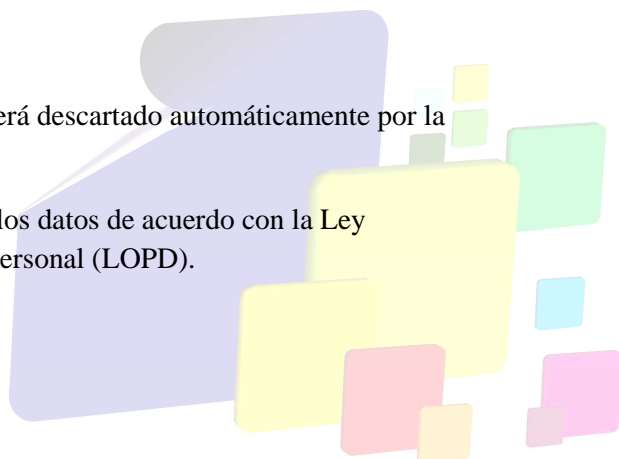 erá descartado automáticamente por la
los datos de acuerdo con la Ley
ersonal (LOPD).